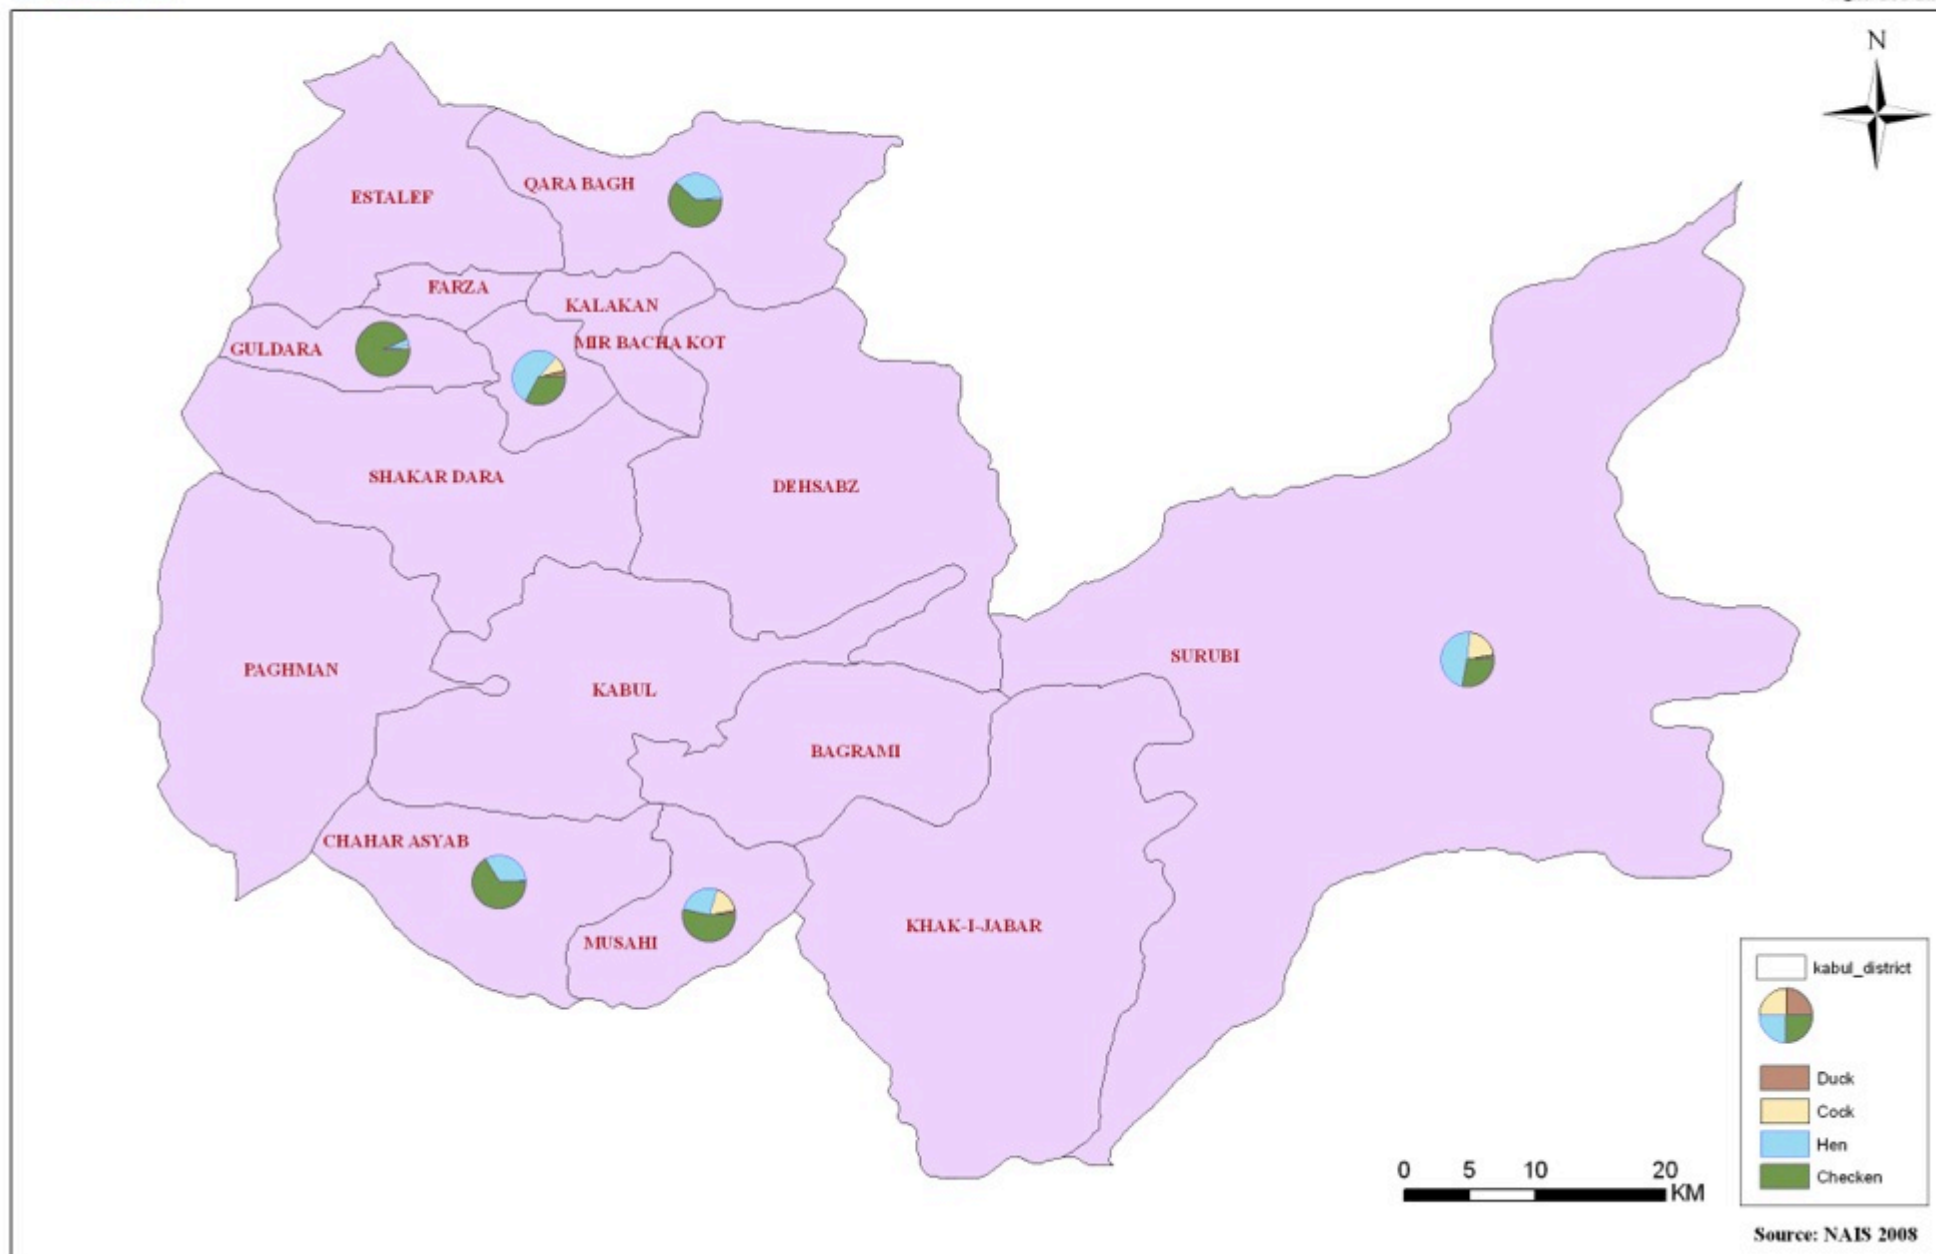 N
ESTALEF
QARA BAGH
FARZA
KALAKAN
GULDARA
MIR BACHA KOT
SHAKAR DARA
DEHSABZ
PAGHMAN
KABUL
SURUBI
BAGRAMI
CHAHAR ASYAB
MUSAHI
KHAK-I-JABAR
kabul_district
Duck
Cock
Hen
Checken
0 5 10 20
KM
Source: NAIS 2008